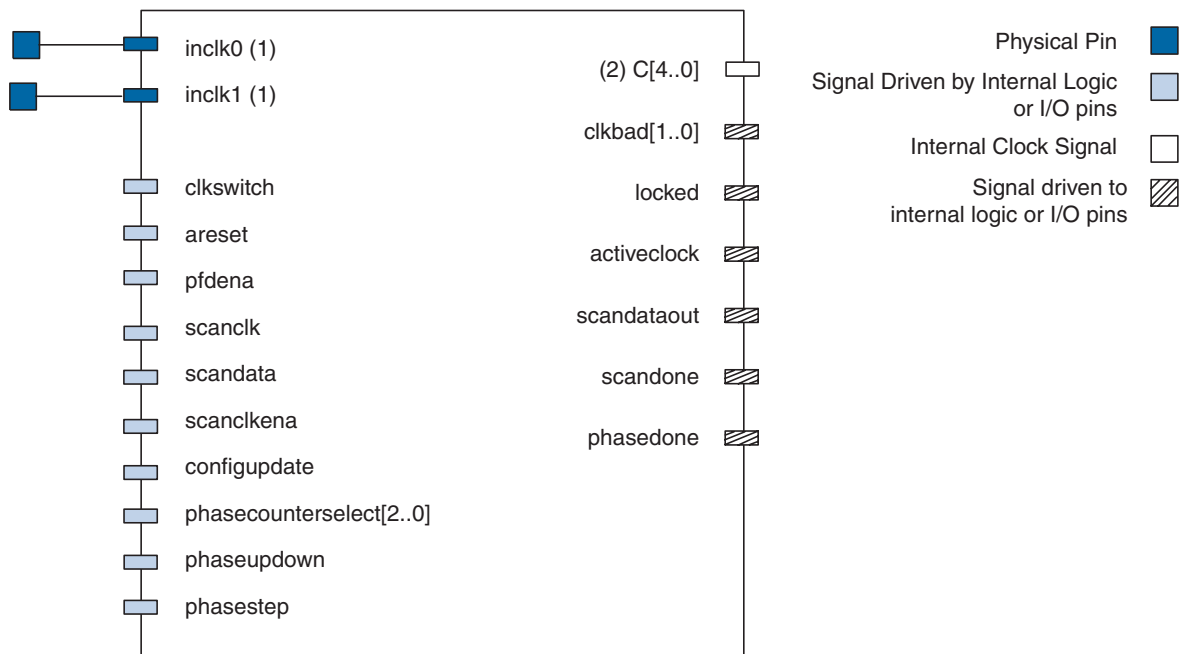 inclk0 (1)
inclk1 (1)
clkswitch
areset
pfdena
scanclk
scandata
scanclkena
configupdate
phasecounterselect[2..0]
phaseupdown
phasestep
(2) C[4..0]
clkbad[1..0]
locked
activeclock
scandataout
scandone
phasedone
Physical Pin
Signal Driven by Internal Logic
or I/O pins
Internal Clock Signal
Signal driven to
internal logic or I/O pins